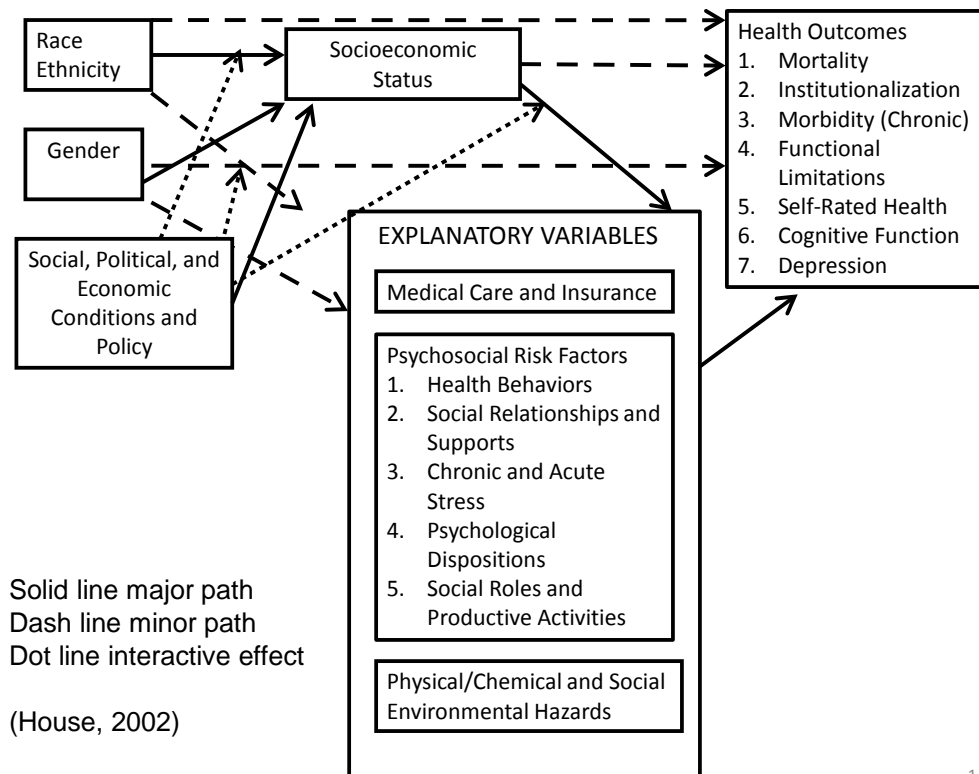 Race
Ethnicity
Socioeconomic
Status
Gender
Social, Political, and
Economic
Conditions and
Policy
Health Outcomes
1. Mortality
2. Institutionalization
3. Morbidity (Chronic)
4. Functional
Limitations
5. Self-Rated Health
6. Cognitive Function
7. Depression
EXPLANATORY VARIABLES
Medical Care and Insurance
Psychosocial Risk Factors
1. Health Behaviors
2. Social Relationships and
Supports
3. Chronic and Acute
Stress
4. Psychological
Dispositions
5. Social Roles and
Productive Activities
Physical/Chemical and Social
Environmental Hazards
Solid line major path
Dash line minor path
Dot line interactive effect
(House, 2002)
1